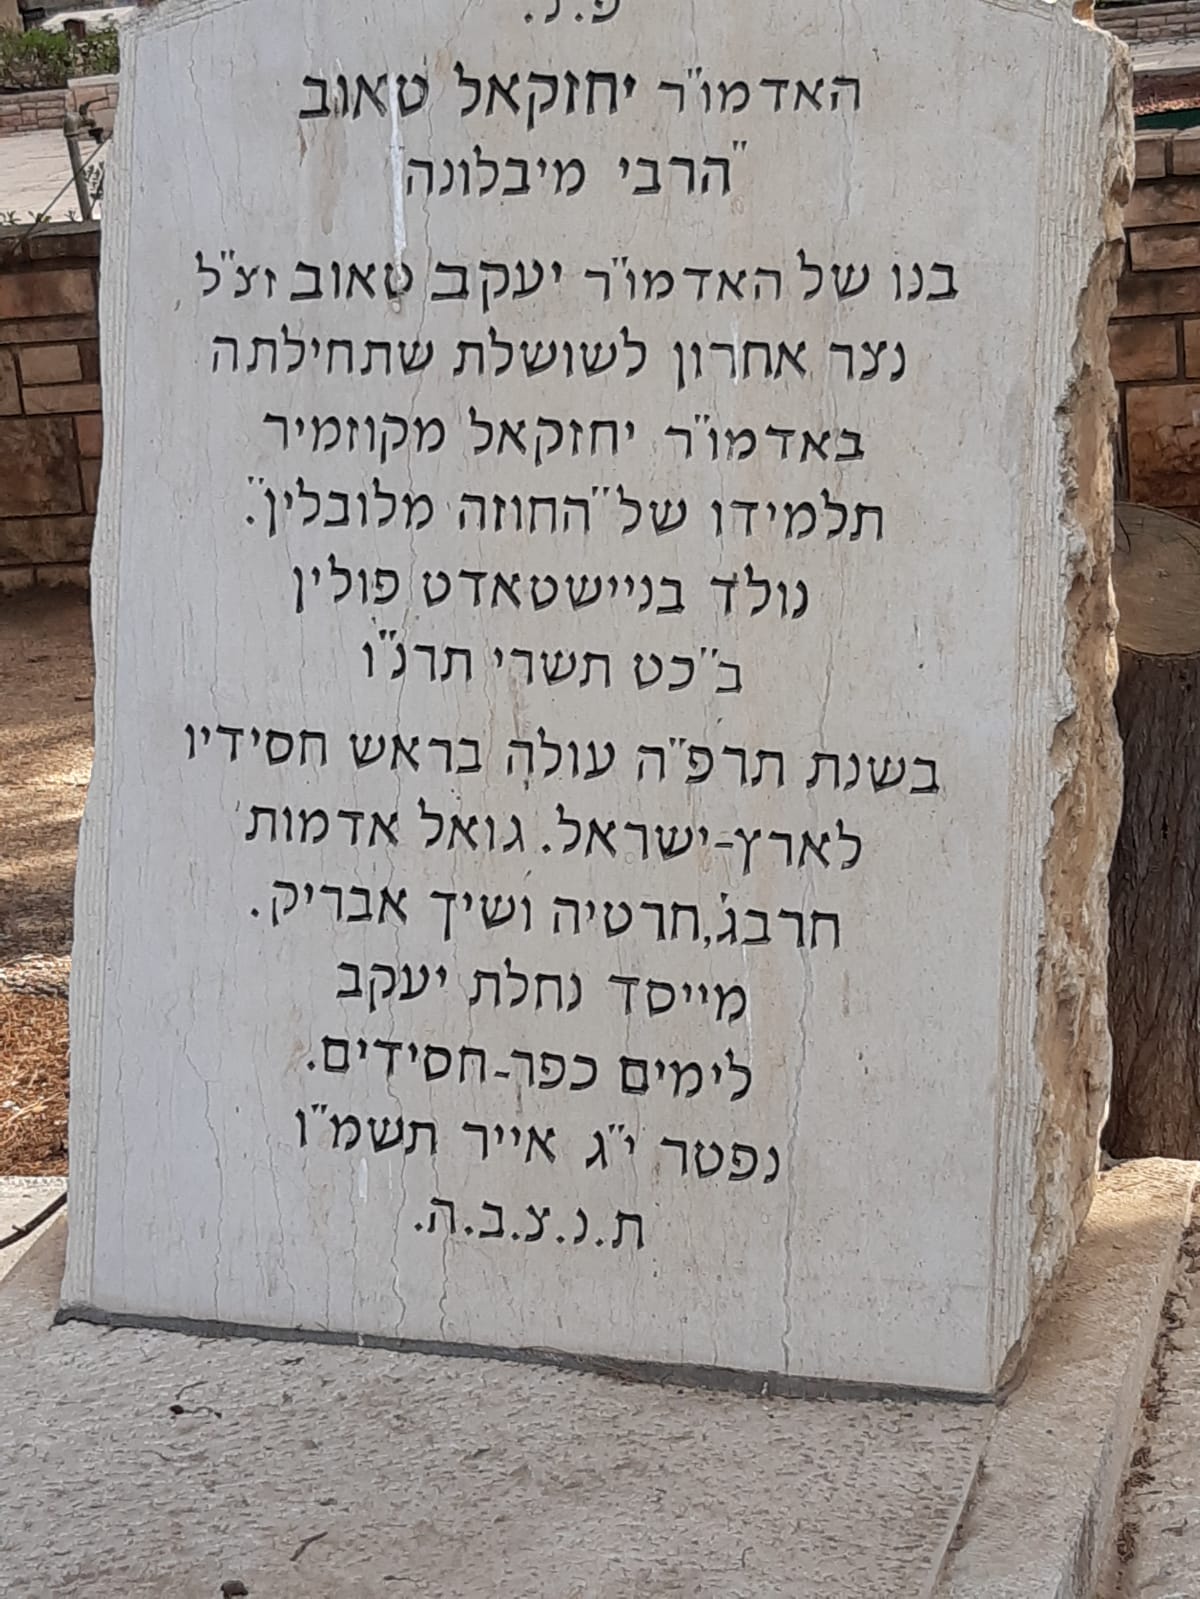 פ.נ.
האדמו"ר יחזקאל טאוב
"הרבי מיבלונה"
בנו של האדמו"ר יעקב טאוב זצ"ל
נצר אחרון לשושלת שתחילתה
באדמו"ר יחזקאל מקוזמיר
תלמידו של "החוזה מלובלין".
נולד בניישטאדט פולין
ב"כט תשרי תרנ"ו
בשנת תרפ"ה עולה בראש חסידיו
לארץ-ישראל. גואל אדמות
חרבג', חרטיה ושיך אבריק.
מייסד נחלת יעקב
לימים כפר-חסידים.
נפטר י"ג אייר תשמ"ו
ת.נ.צ.ב.ה.